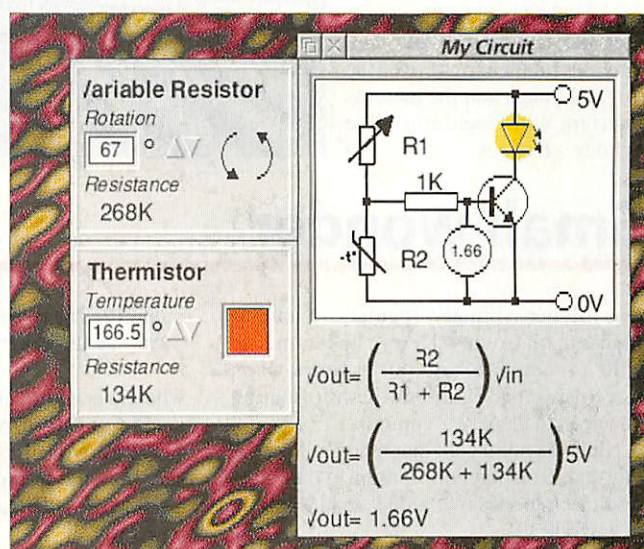 My Circuit
/ariable Resistor
Rotation
67 °
Resistance
268K
Thermistor
Temperature
166.5 °
Resistance
134K
5V
R1
1K
-t°
R2
1.66
0V
/out= ( R2 / R1 + R2 ) /in
/out= ( 134K / 268K + 134K ) 5V
/out= 1.66V